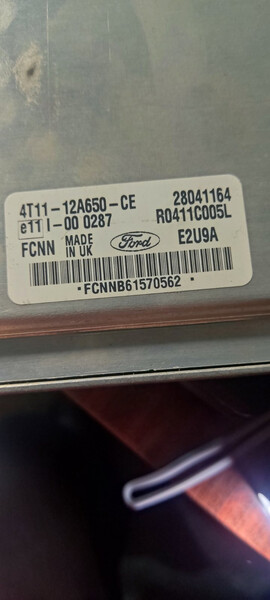 4T11-12A650-CE 28041164
e11 I-00 0287 R0411C005L
FCNN MADE IN UK Ford E2U9A
*FCNNB61570562*